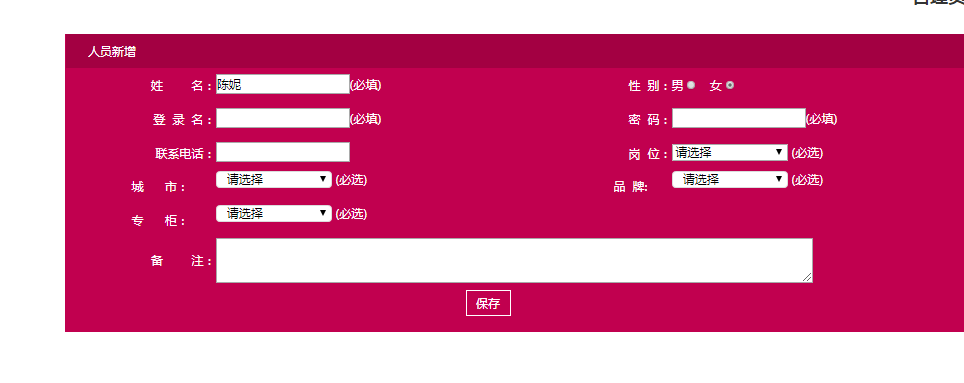 人员新增
姓 名：陈妮(必填) 性 别：男 女
登 录 名：(必填) 密 码：(必填)
联系电话： 岗 位：请选择 (必选)
城 市： 请选择 (必选) 品 牌: 请选择 (必选)
专 柜： 请选择 (必选)
备 注：
保存